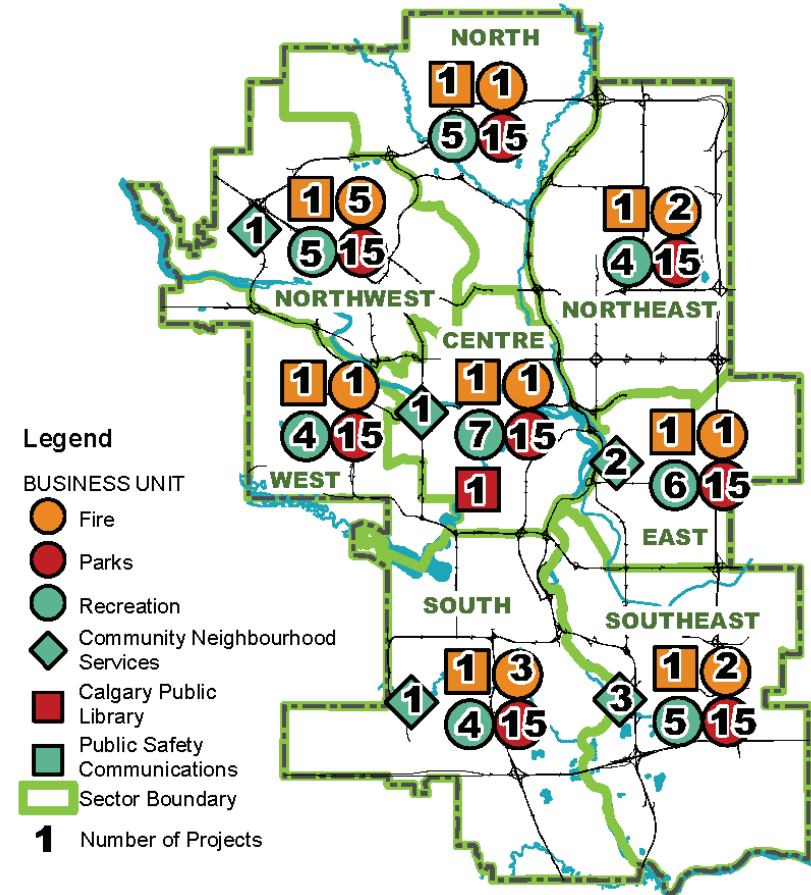 NORTH
1 1
5 15
1 5
1
5 15
NORTHWEST
1 2
4 15
NORTHEAST
CENTRE
1 1
4 15
WEST
1
1 1
7 15
1
2
1 1
6 15
EAST
SOUTH
1
1 3
4 15
SOUTHEAST
3
1 2
5 15
Legend
BUSINESS UNIT
Fire
Parks
Recreation
Community Neighbourhood
Services
Calgary Public
Library
Public Safety
Communications
Sector Boundary
1 Number of Projects